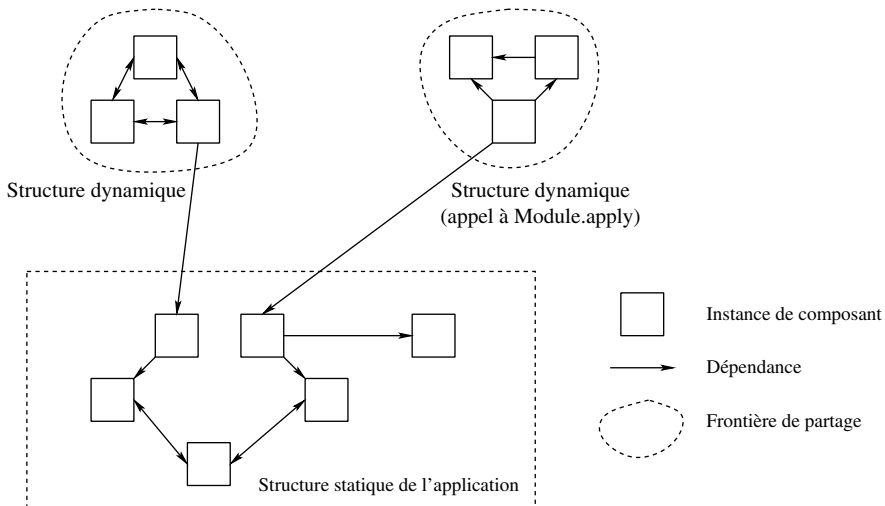 Structure dynamique
Structure dynamique
(appel à Module.apply)
Instance de composant
Dépendance
Frontière de partage
Structure statique de l'application